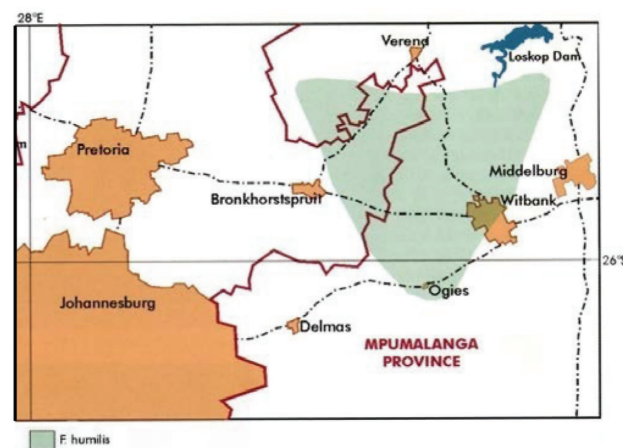 28°E
Verena
Loskop Dam
Pretoria
Middelburg
Bronkhorstspruit
Witbank
26°S
Johannesburg
Ogies
Delmas
MPUMALANGA
PROVINCE
F. humilis